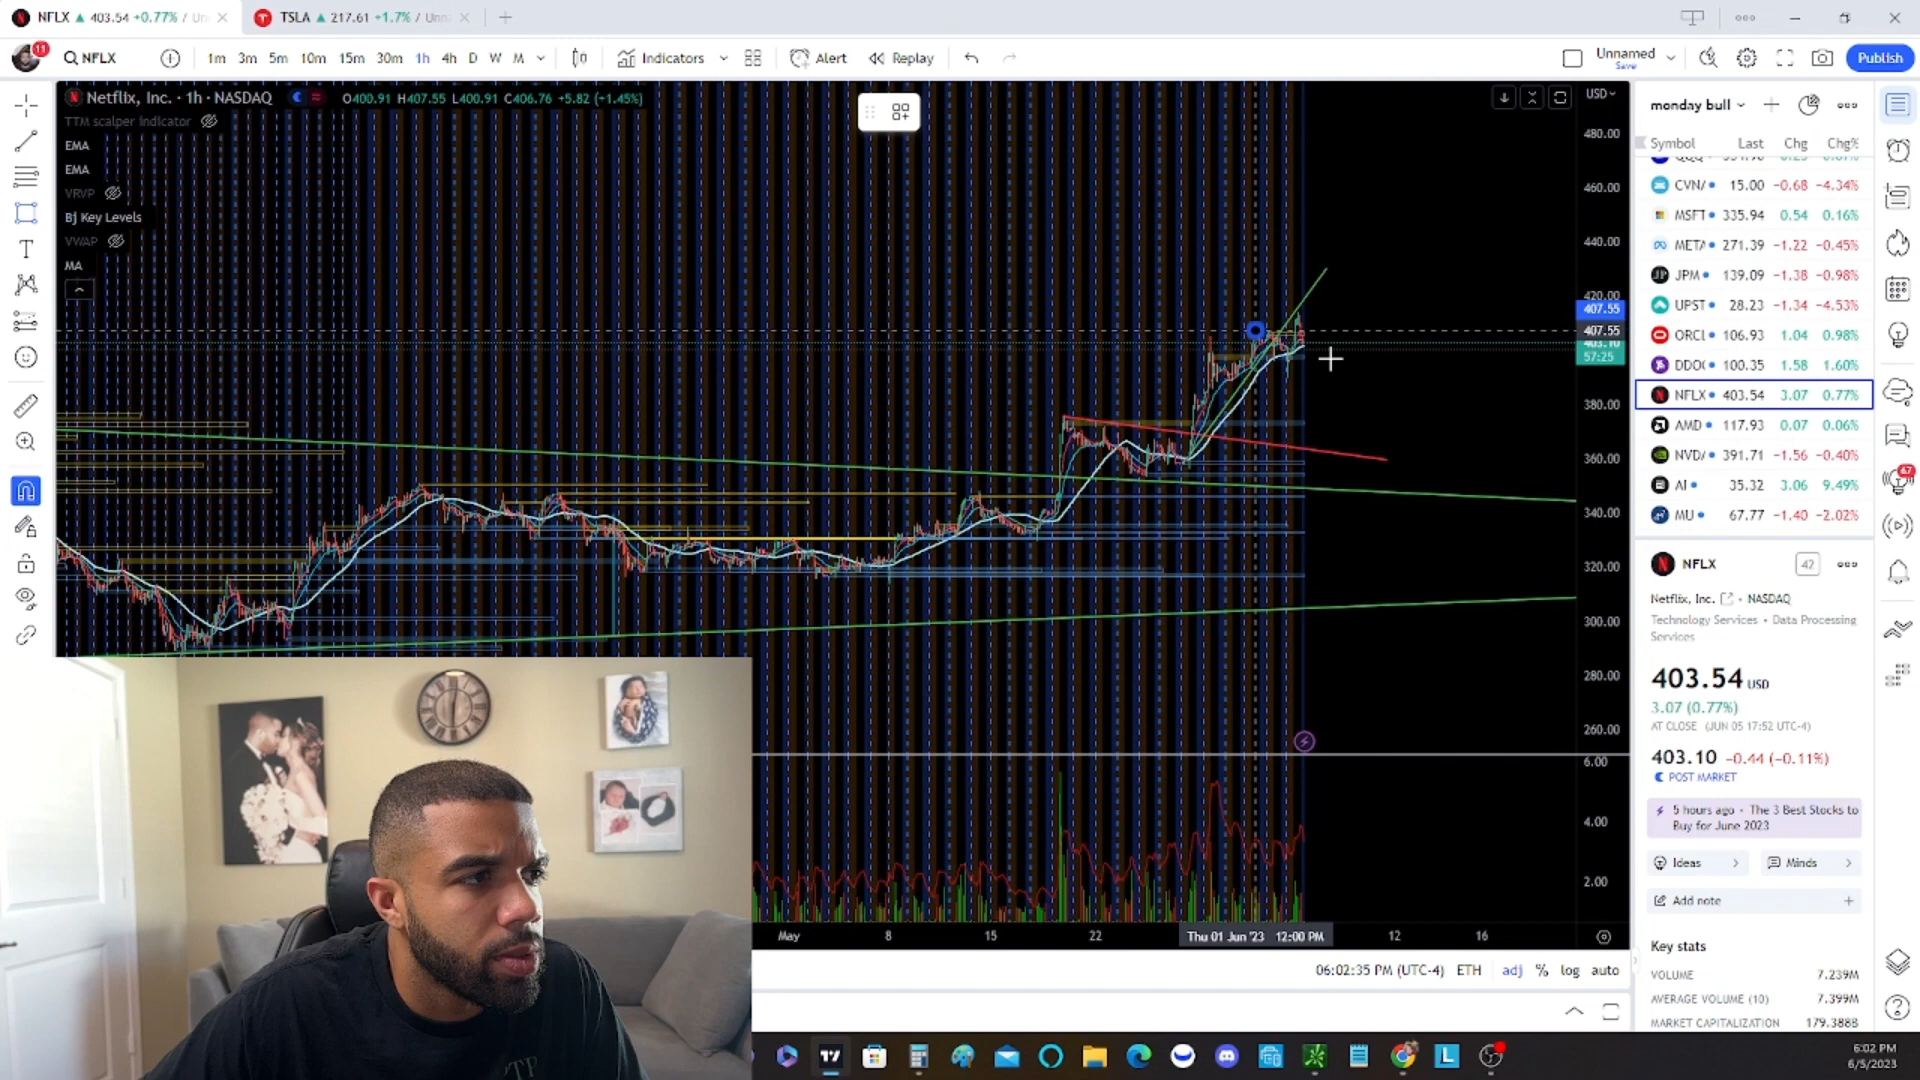 NFLX ▲ 403.54 +0.77% / Un
TSLA ▲ 217.61 +1.7% / Unn
11
NFLX
1m 3m 5m 10m 15m 30m 1h 4h D W M
Indicators
Alert
Replay
Unnamed
Save
Publish
Netflix, Inc. · 1h · NASDAQ
O400.91 H407.55 L400.91 C406.76 +5.82 (+1.45%)
TTM scalper indicator
EMA
EMA
VRVP
Bj Key Levels
VWAP
MA
USD
480.00
460.00
440.00
420.00
407.55
407.55
403.10
57:25
380.00
360.00
340.00
320.00
300.00
280.00
260.00
6.00
4.00
2.00
May 8 15 22 Thu 01 Jun '23 12:00 PM 12 16
06:02:35 PM (UTC-4) ETH adj % log auto
monday bull
Symbol Last Chg Chg%
CVNA 15.00 −0.68 −4.34%
MSFT 335.94 0.54 0.16%
META 271.39 −1.22 −0.45%
JPM 139.09 −1.38 −0.98%
UPST 28.23 −1.34 −4.53%
ORCL 106.93 1.04 0.98%
DDOG 100.35 1.58 1.60%
NFLX 403.54 3.07 0.77%
AMD 117.93 0.07 0.06%
NVDA 391.71 −1.56 −0.40%
AI 35.32 3.06 9.49%
MU 67.77 −1.40 −2.02%
67
NFLX
42
Netflix, Inc. • NASDAQ
Technology Services • Data Processing
Services
403.54 USD
3.07 (0.77%)
AT CLOSE (JUN 05 17:52 UTC-4)
403.10 −0.44 (−0.11%)
POST MARKET
5 hours ago • The 3 Best Stocks to
Buy for June 2023
Ideas
Minds
Add note
Key stats
VOLUME 7.239M
AVERAGE VOLUME (10) 7.399M
MARKET CAPITALIZATION 179.388B
6:02 PM
6/5/2023